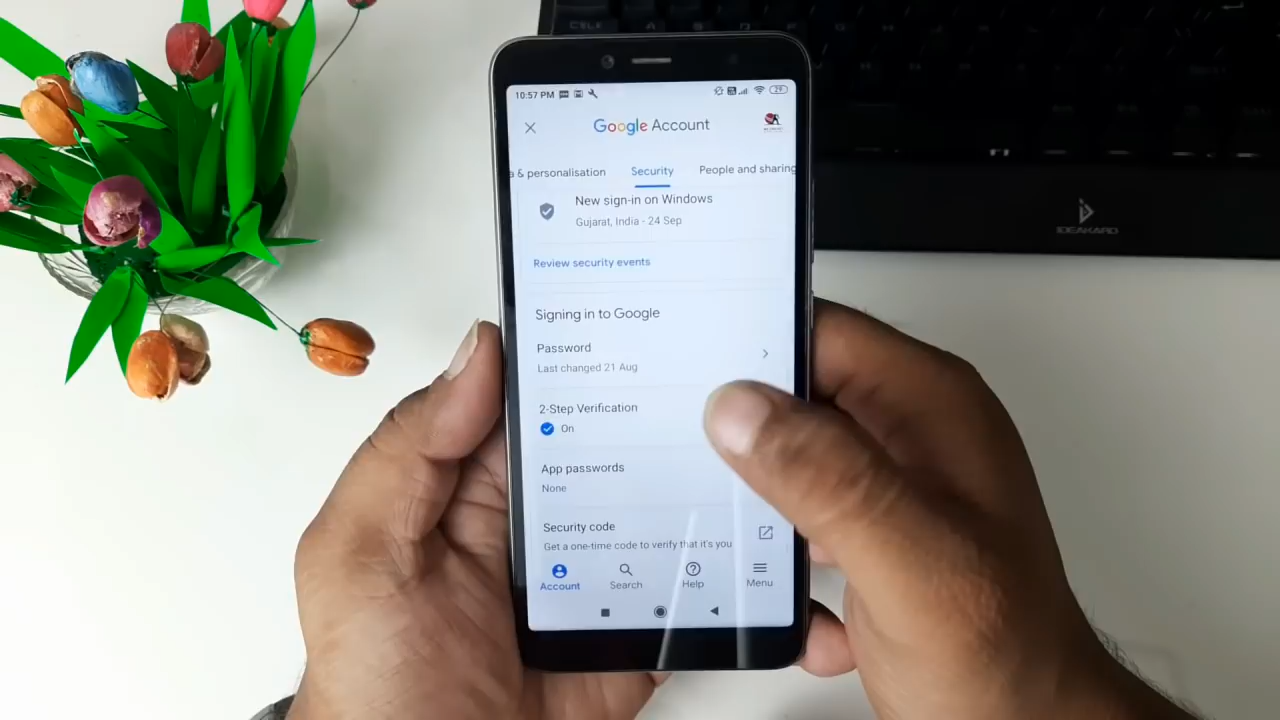 10:57 PM
29
Google Account
a & personalisation Security People and sharing
New sign-in on Windows
Gujarat, India - 24 Sep
Review security events
Signing in to Google
Password
Last changed 21 Aug
2-Step Verification
On
App passwords
None
Security code
Get a one-time code to verify that it's you
Account Search Help Menu
IDEAKARD